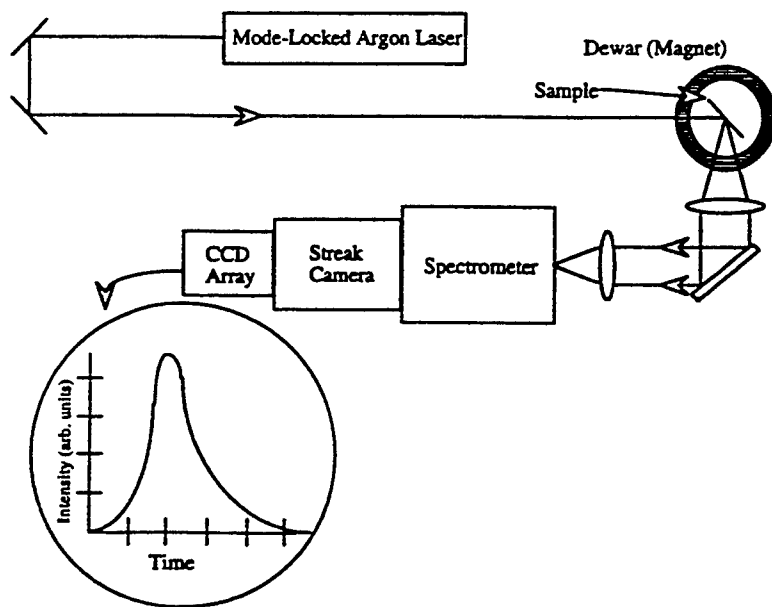 Mode-Locked Argon Laser
Dewar (Magnet)
Sample
CCD
Array
Streak
Camera
Spectrometer
Intensity (arb. units)
Time